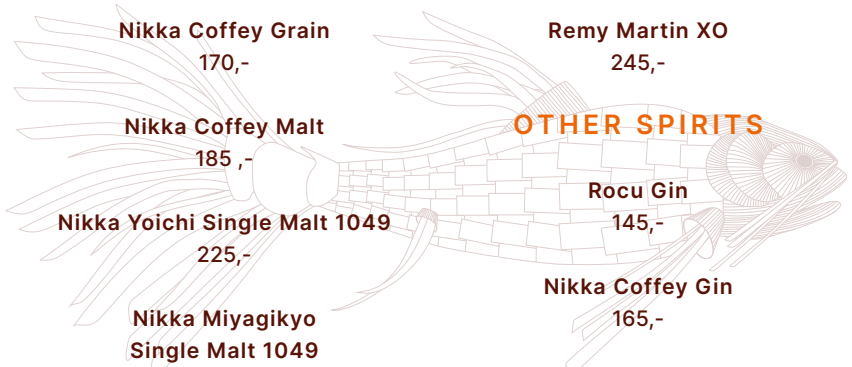 Nikka Coffey Grain
170,-
Nikka Coffey Malt
185 ,-
Nikka Yoichi Single Malt 1049
225,-
Nikka Miyagikyo
Single Malt 1049
Remy Martin XO
245,-
OTHER SPIRITS
Rocu Gin
145,-
Nikka Coffey Gin
165,-